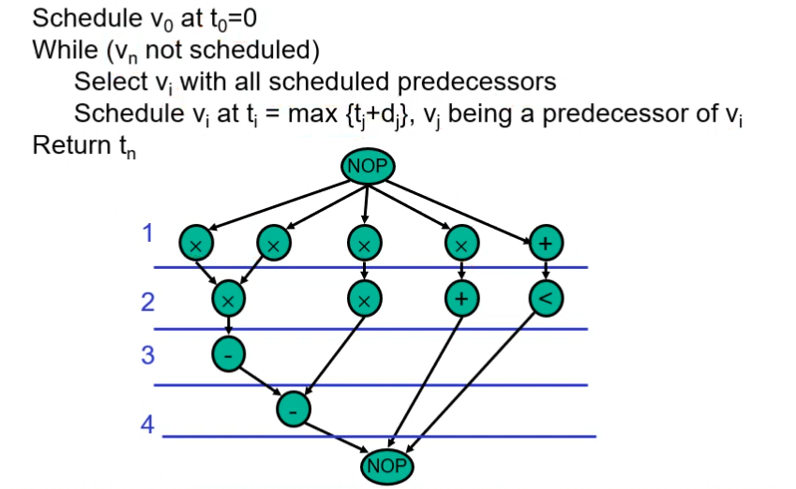 Schedule v₀ at t₀=0
While (vₙ not scheduled)
Select vᵢ with all scheduled predecessors
Schedule vᵢ at tᵢ = max {tⱼ+dⱼ}, vⱼ being a predecessor of vᵢ
Return tₙ
NOP
1 × × × × +
2 × × + <
3 -
-
4
NOP